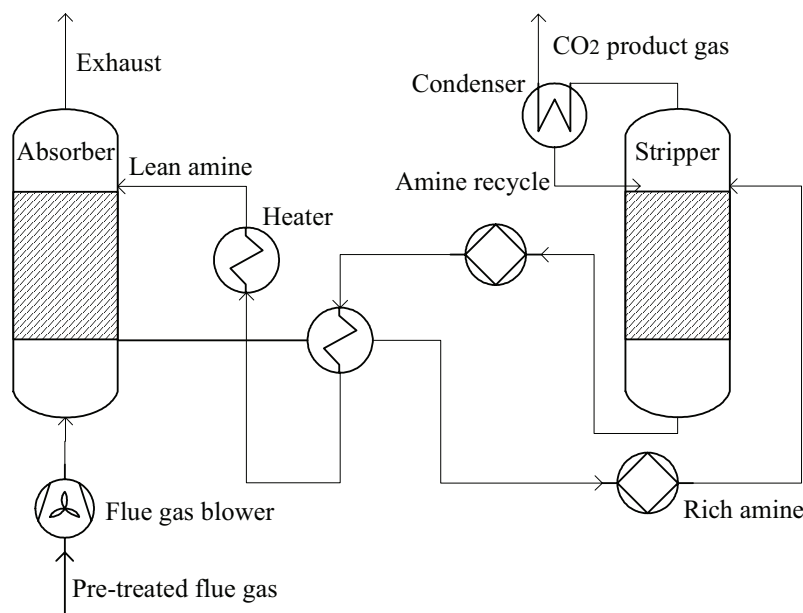 CO2 product gas
Exhaust
Condenser
Absorber
Stripper
Lean amine
Amine recycle
Heater
Flue gas blower
Rich amine
Pre-treated flue gas